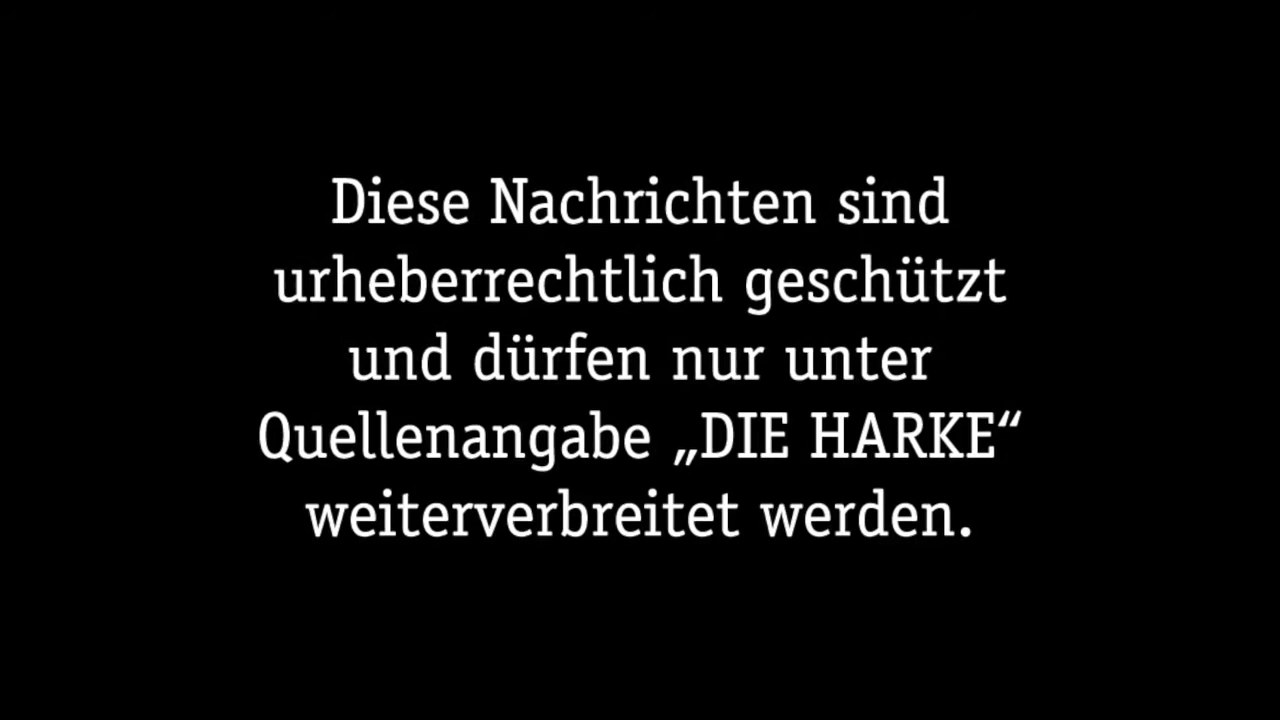 Diese Nachrichten sind
urheberrechtlich geschützt
und dürfen nur unter
Quellenangabe „DIE HARKE“
weiterverbreitet werden.